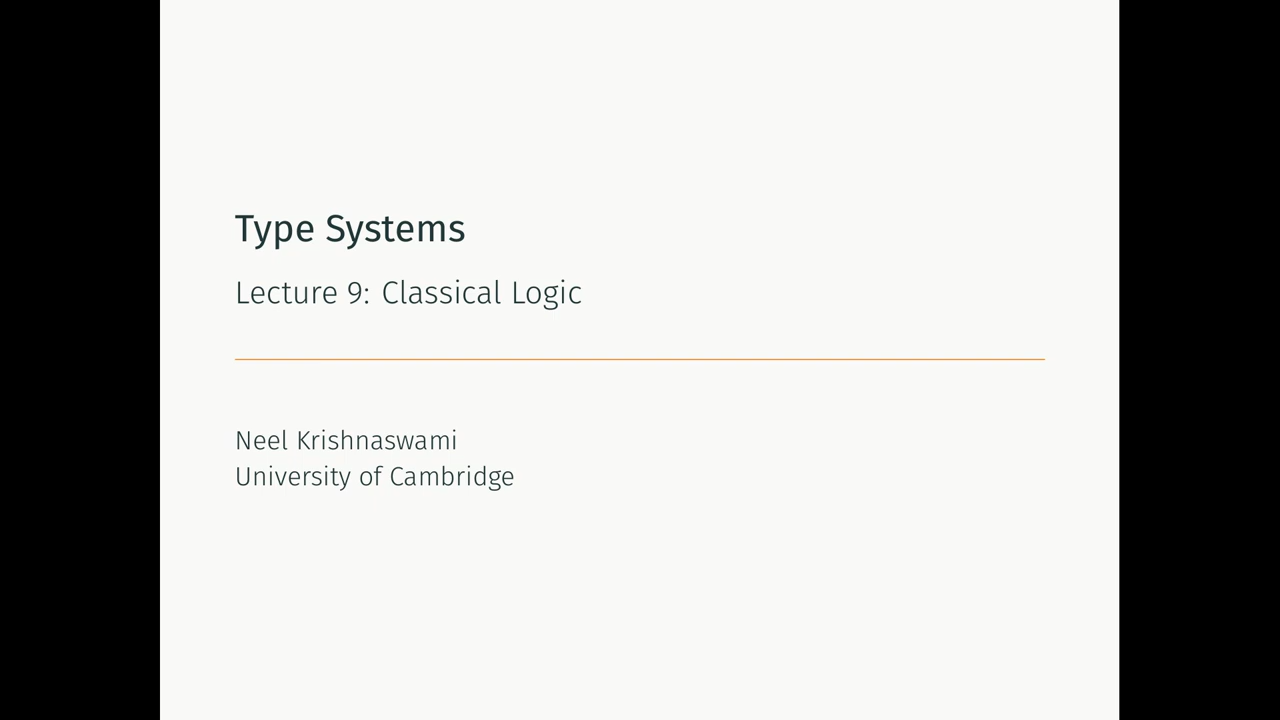 Type Systems
Lecture 9: Classical Logic
Neel Krishnaswami
University of Cambridge